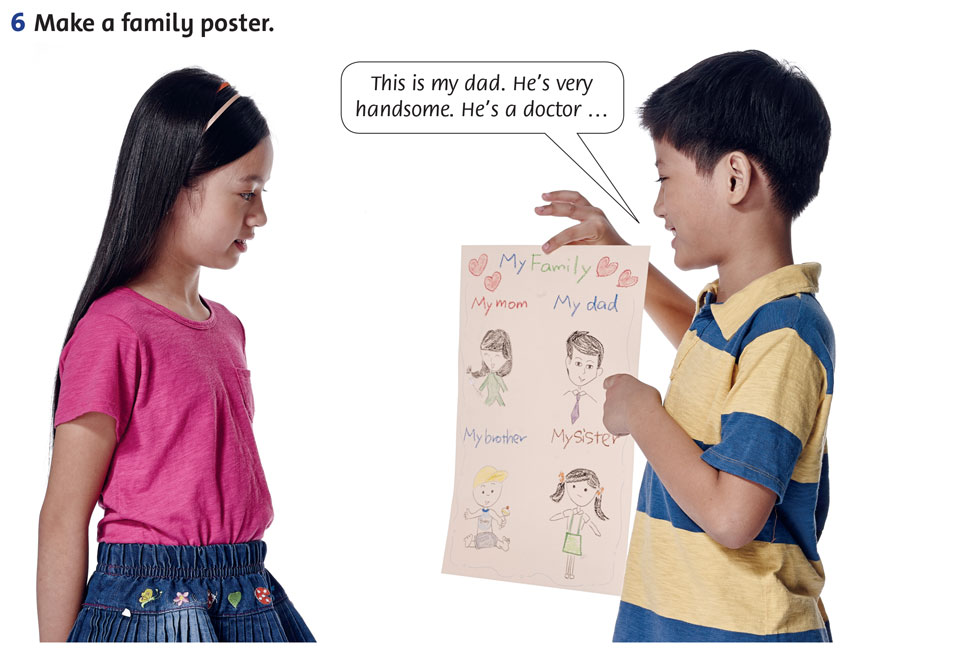 6 Make a family poster.
This is my dad. He's very
handsome. He's a doctor ...
My Family
My mom My dad
My brother My sister